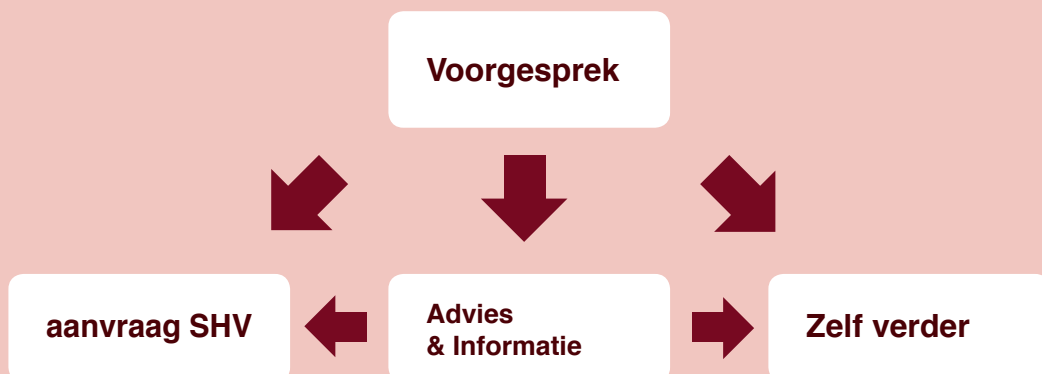 Voorgesprek
aanvraag SHV
Advies
& Informatie
Zelf verder